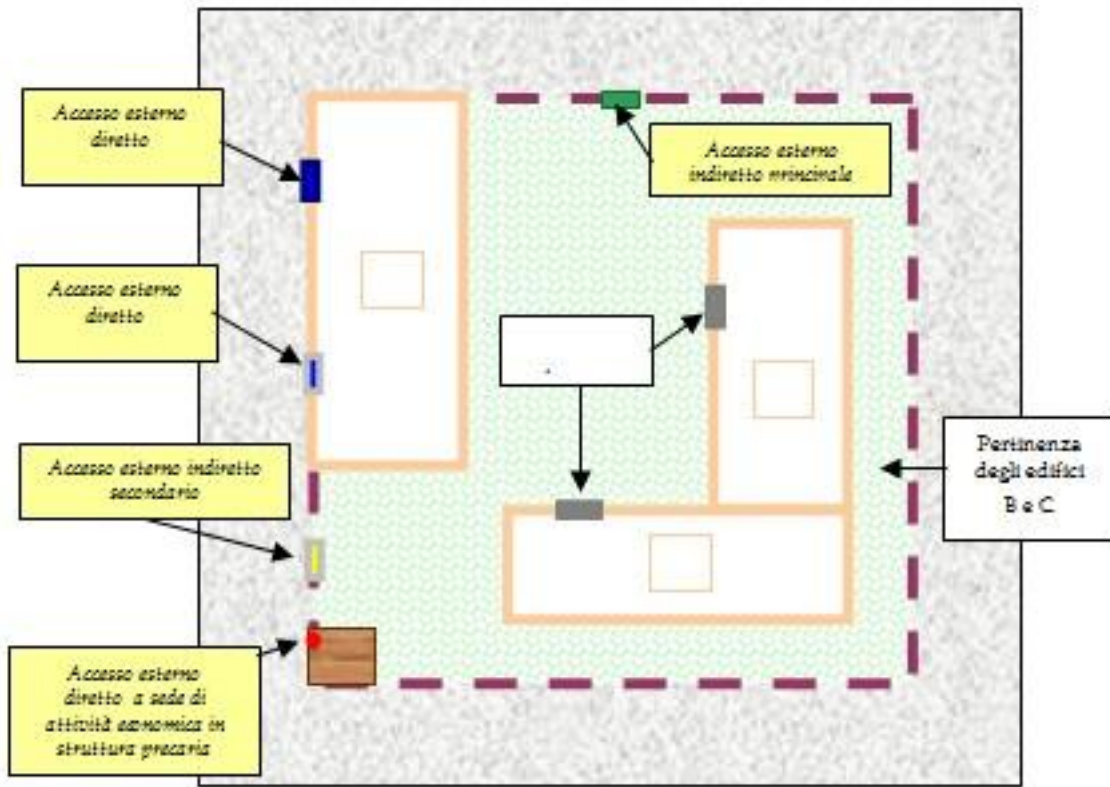 Accesso esterno
diretto
Accesso esterno
indiretto
Accesso esterno
diretto
Accesso esterno indiretto
secondario
Pertinenza
degli edifici
B e C
Accesso esterno
diretto a sede di
attività economica in
struttura precaria